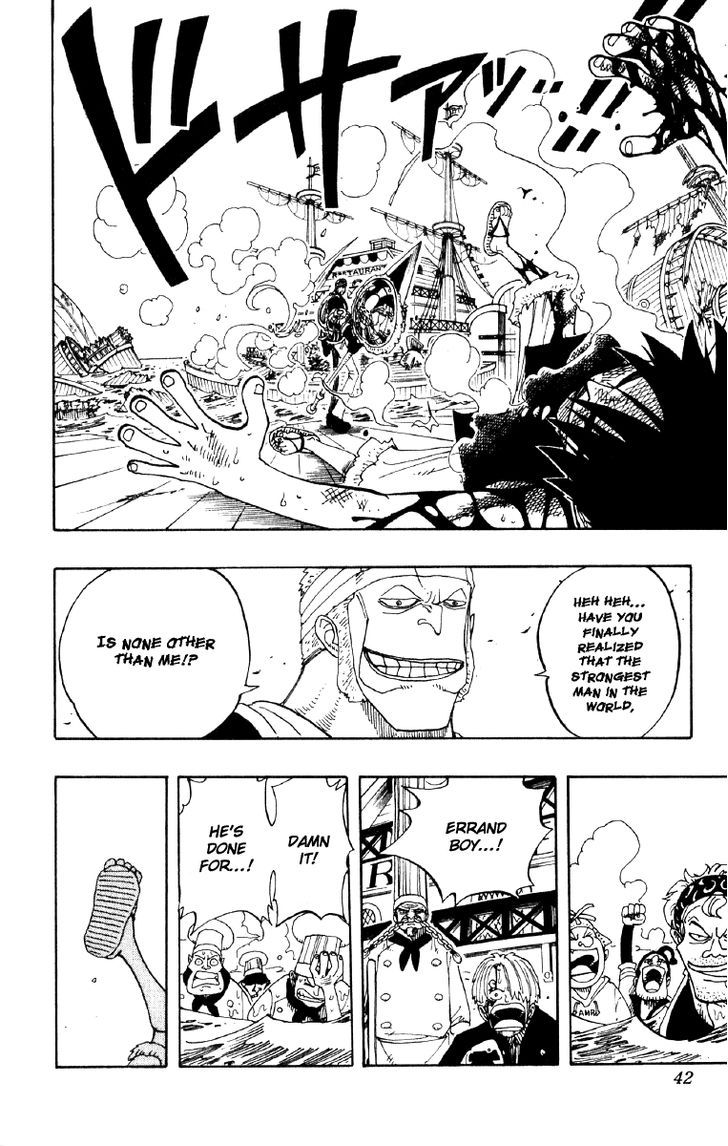 ドサアッ…!!
RESTAURANT
HEH HEH...
HAVE YOU
FINALLY
REALIZED
THAT THE
STRONGEST
MAN IN THE
WORLD,
IS NONE OTHER
THAN ME!?
ERRAND
BOY...!
R
DAMN
IT!
HE'S
DONE
FOR...!
42